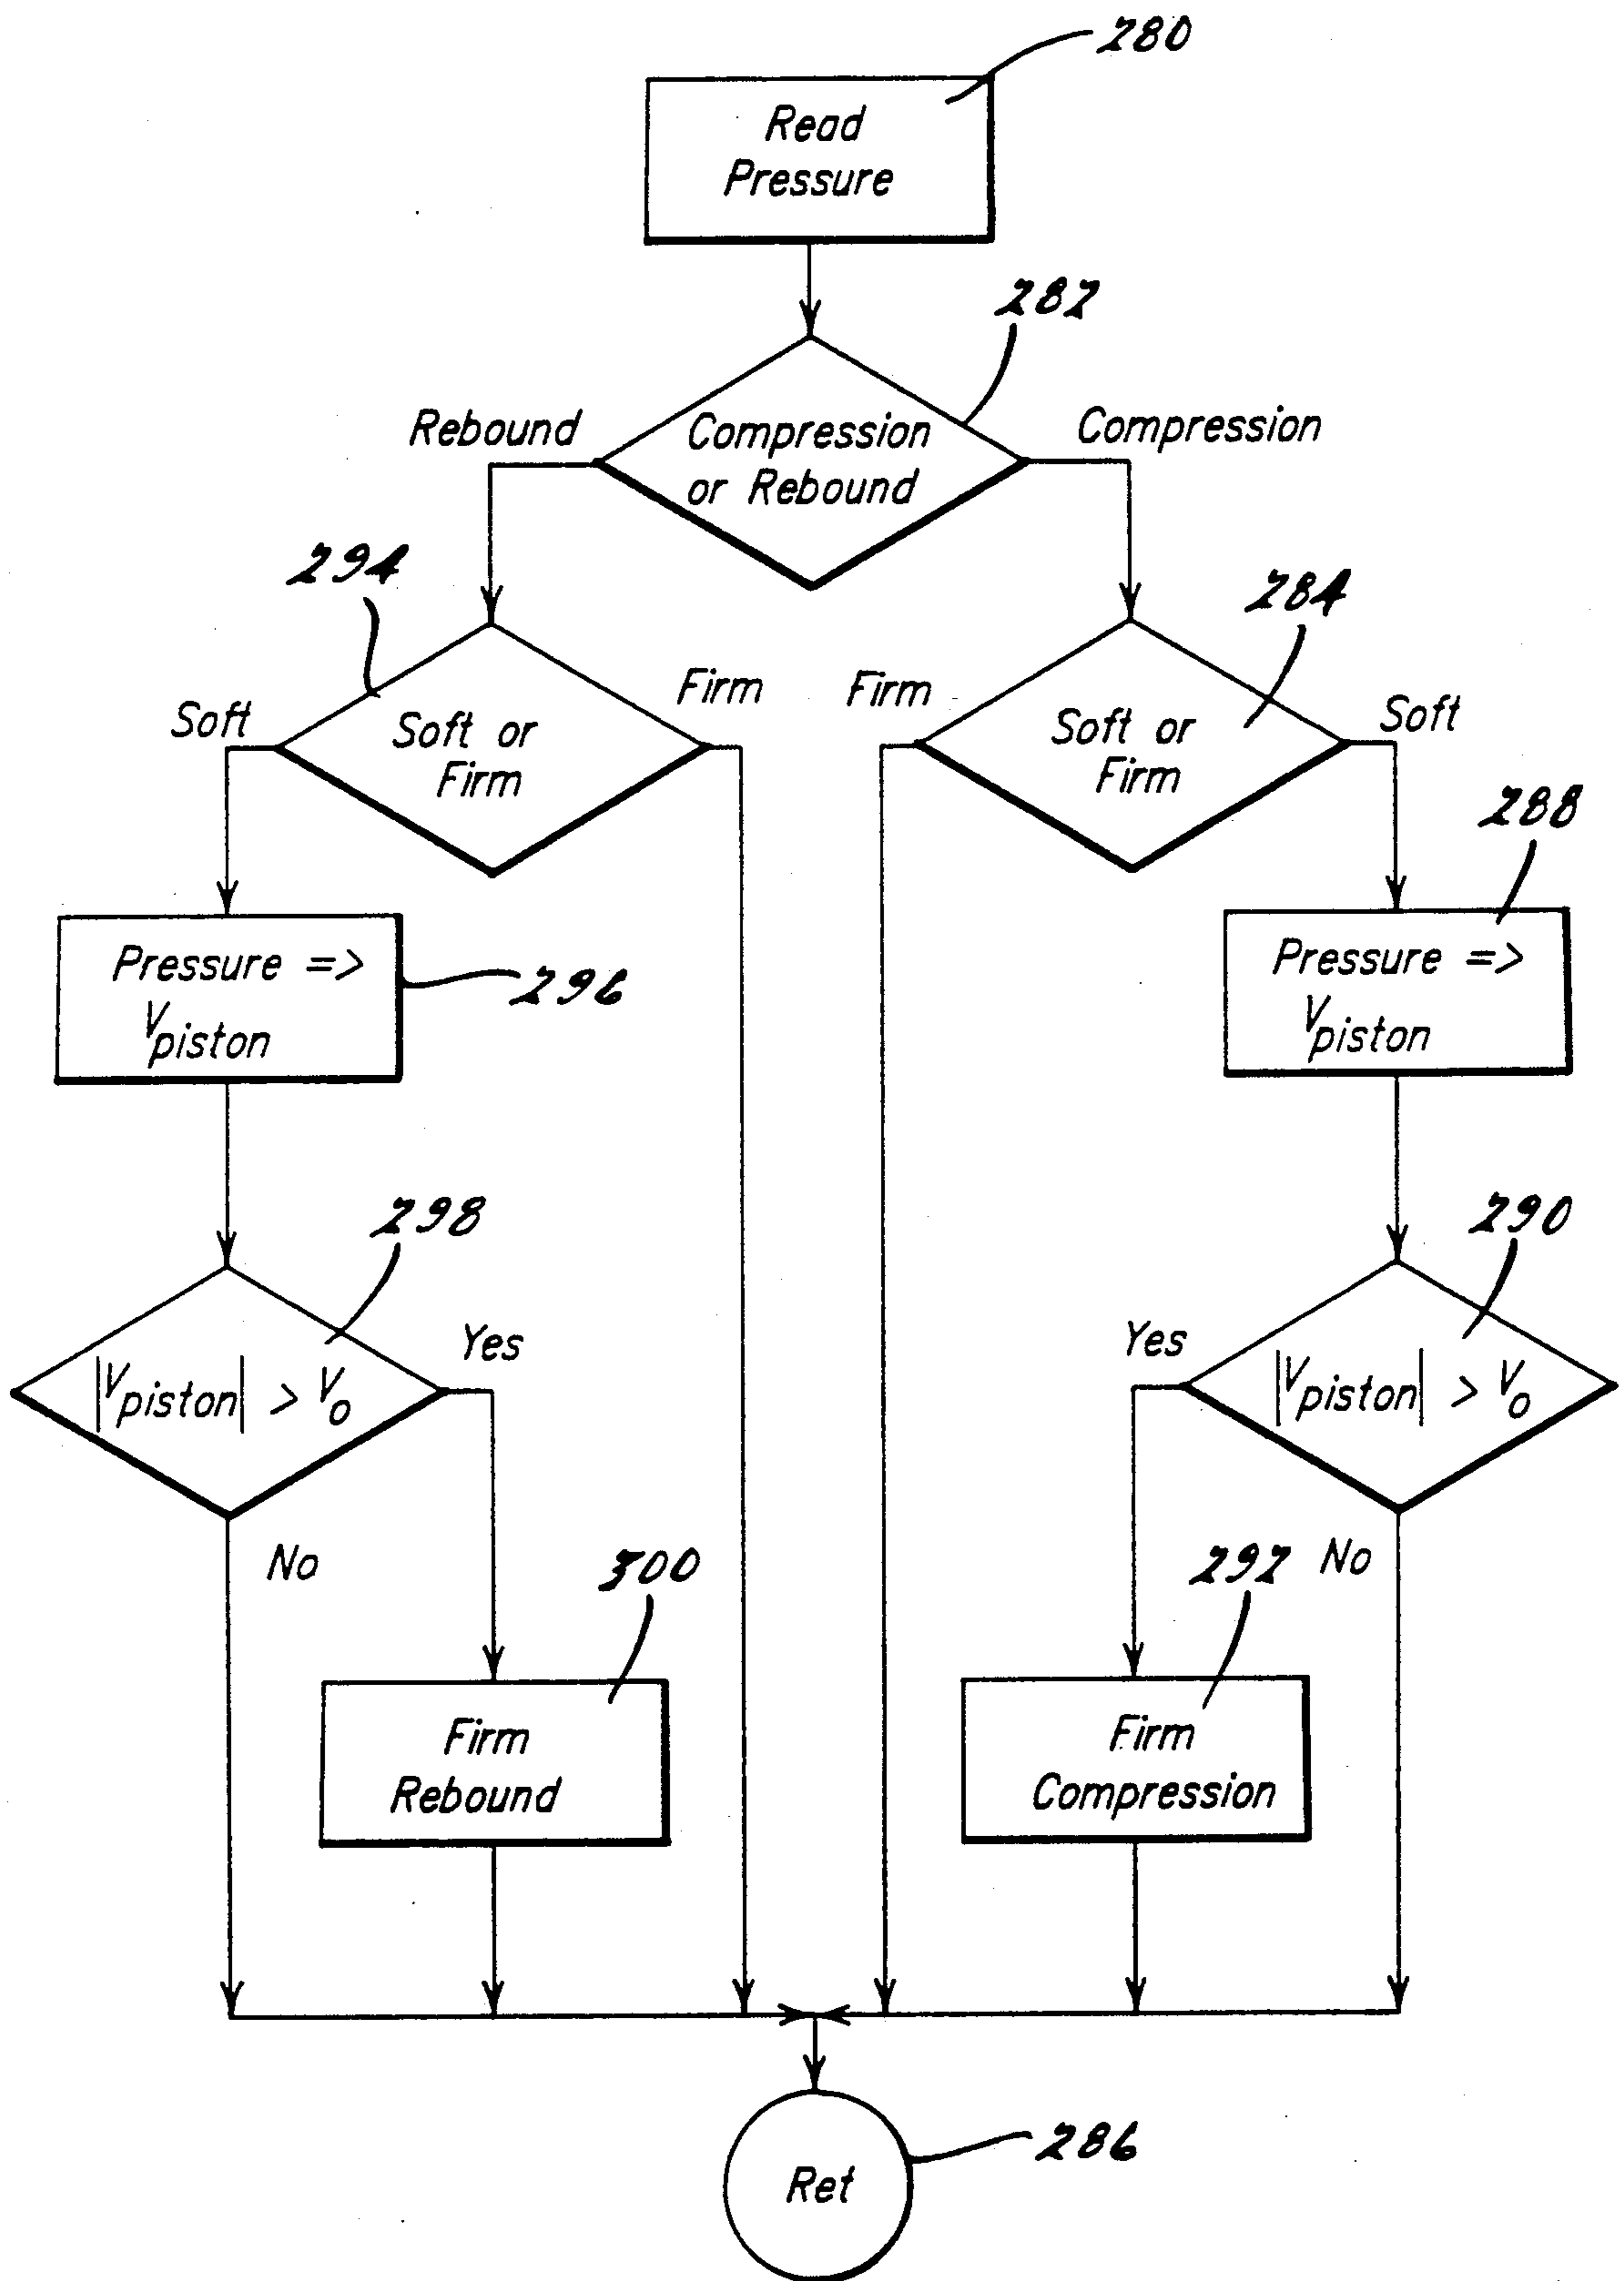 280
Read
Pressure
282
Rebound
Compression
or Rebound
Compression
294
284
Soft
Soft or
Firm
Firm
Firm
Soft or
Firm
Soft
288
Pressure =>
Vpiston
296
Pressure =>
Vpiston
298
290
|Vpiston| > Vo
Yes
Yes
|Vpiston| > Vo
No
300
292
No
Firm
Rebound
Firm
Compression
286
Ret